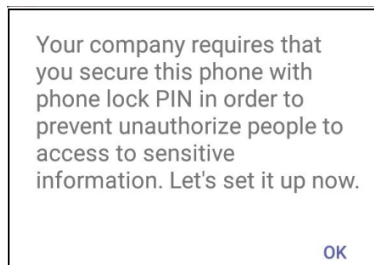 Your company requires that
you secure this phone with
phone lock PIN in order to
prevent unauthorize people to
access to sensitive
information. Let's set it up now.
OK